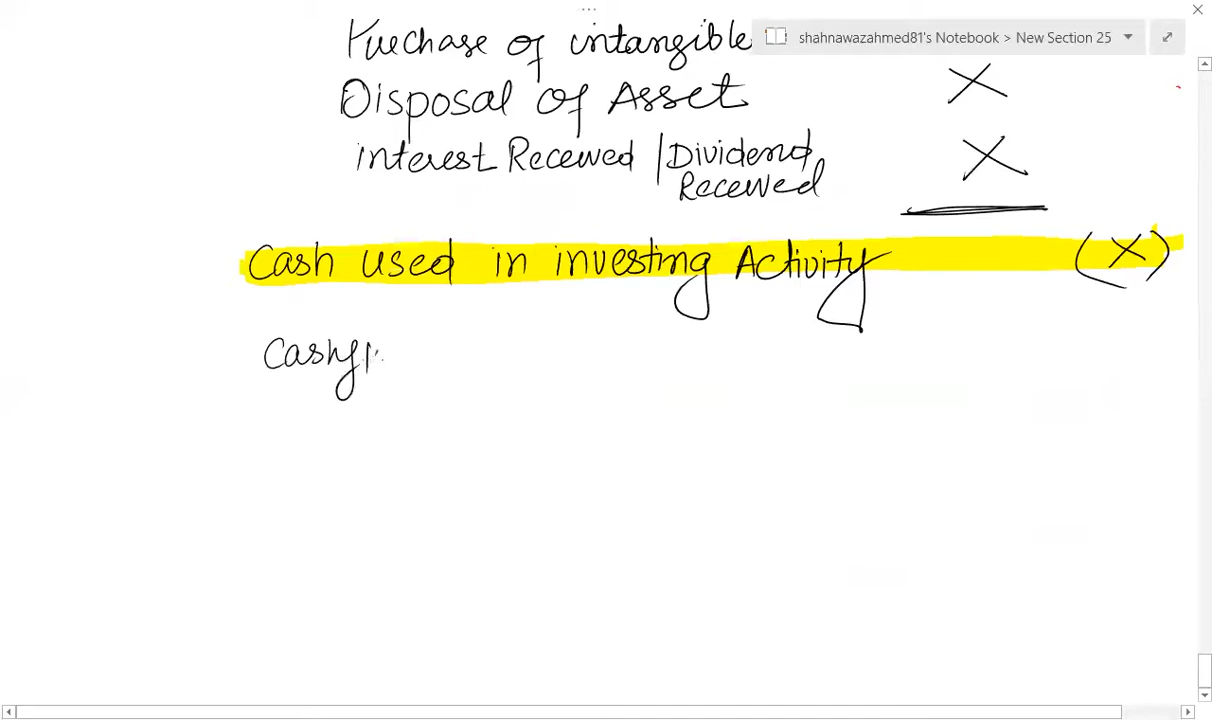 shahnawazahmed81's Notebook > New Section 25
Purchase of intangible
Disposal of Asset X
interest Received / Dividend X
Received
Cash used in investing Activity (X)
Cashf